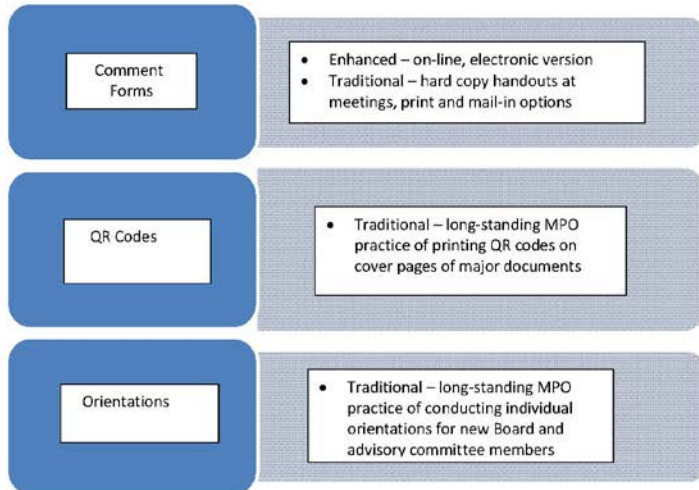 Comment
Forms
• Enhanced – on-line, electronic version
• Traditional – hard copy handouts at
meetings, print and mail-in options
QR Codes
• Traditional – long-standing MPO
practice of printing QR codes on
cover pages of major documents
Orientations
• Traditional – long-standing MPO
practice of conducting individual
orientations for new Board and
advisory committee members